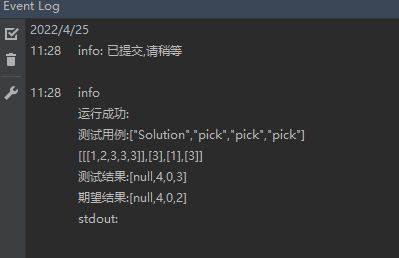 Event Log
2022/4/25
11:28 info: 已提交,请稍等
11:28 info
运行成功:
测试用例:["Solution","pick","pick","pick"]
[[[1,2,3,3,3]],[3],[1],[3]]
测试结果:[null,4,0,3]
期望结果:[null,4,0,2]
stdout: